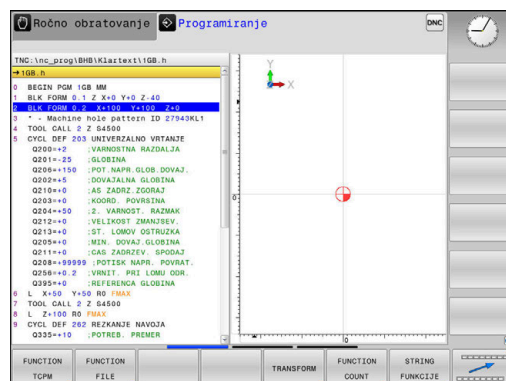 Ročno obratovanje
Programiranje
DNC
TNC:\nc_prog\BHB\Klartext\1GB.h
→1GB.h
0 BEGIN PGM 1GB MM
1 BLK FORM 0.1 Z X+0 Y+0 Z-40
2 BLK FORM 0.2 X+100 Y+100 Z+0
3 * - Machine hole pattern ID 27943KL1
4 TOOL CALL 2 Z S4500
5 CYCL DEF 203 UNIVERZALNO VRTANJE
Q200=+2 ;VARNOSTNA RAZDALJA
Q201=-25 ;GLOBINA
Q206=+150 ;POT.NAPR.GLOB.DOVAJ.
Q202=+5 ;DOVAJALNA GLOBINA
Q210=+0 ;AS ZADRZ.ZGORAJ
Q203=+0 ;KOORD. POVRSINA
Q204=+50 ;2. VARNOST. RAZMAK
Q212=+0 ;VELIKOST ZMANJSEV.
Q213=+0 ;ST. LOMOV OSTRUZKA
Q205=+0 ;MIN. DOVAJ.GLOBINA
Q211=+0 ;CAS ZADRZEV. SPODAJ
Q208=+99999 ;POTISK NAPR. POVRAT.
Q256=+0.2 ;VRNIT. PRI LOMU ODR.
Q395=+0 ;REFERENCA GLOBINA
6 L X+50 Y+50 R0 FMAX
7 TOOL CALL 2 Z S4500
8 L Z+100 R0 FMAX
9 CYCL DEF 262 REZKANJE NAVOJA
Q335=+10 ;POTREB. PREMER
Y
X
0
0
FUNCTION TCPM
FUNCTION FILE
TRANSFORM
FUNCTION COUNT
STRING FUNKCIJE